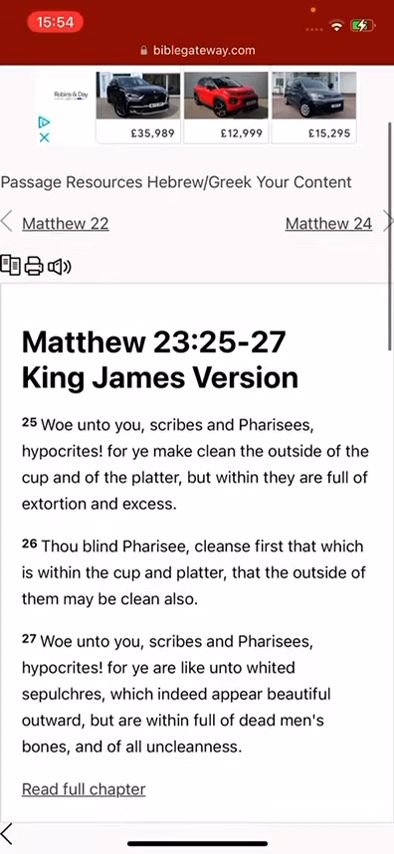 15:54
biblegateway.com
Robins & Day
£35,989
£12,999
£15,295
Passage Resources Hebrew/Greek Your Content
Matthew 22
Matthew 24
Matthew 23:25-27
King James Version
25 Woe unto you, scribes and Pharisees,
hypocrites! for ye make clean the outside of the
cup and of the platter, but within they are full of
extortion and excess.
26 Thou blind Pharisee, cleanse first that which
is within the cup and platter, that the outside of
them may be clean also.
27 Woe unto you, scribes and Pharisees,
hypocrites! for ye are like unto whited
sepulchres, which indeed appear beautiful
outward, but are within full of dead men's
bones, and of all uncleanness.
Read full chapter